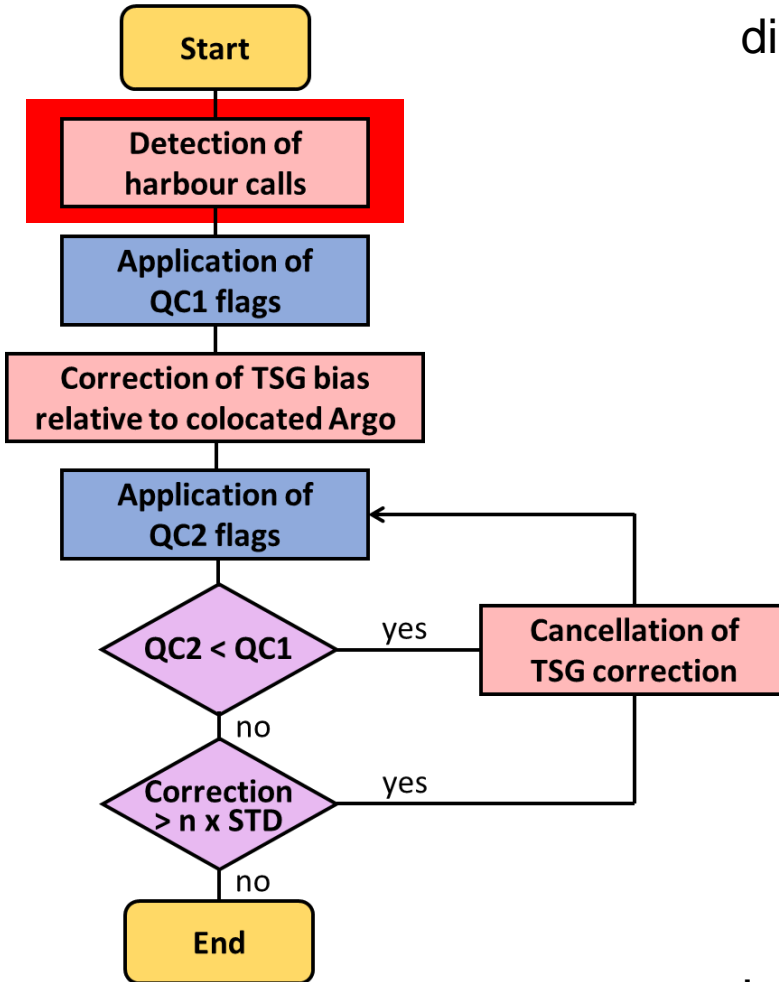 Start
di
Detection of
harbour calls
Application of
QC1 flags
Correction of TSG bias
relative to colocated Argo
Application of
QC2 flags
QC2 < QC1
yes
Cancellation of
TSG correction
no
Correction
> n x STD
yes
no
End